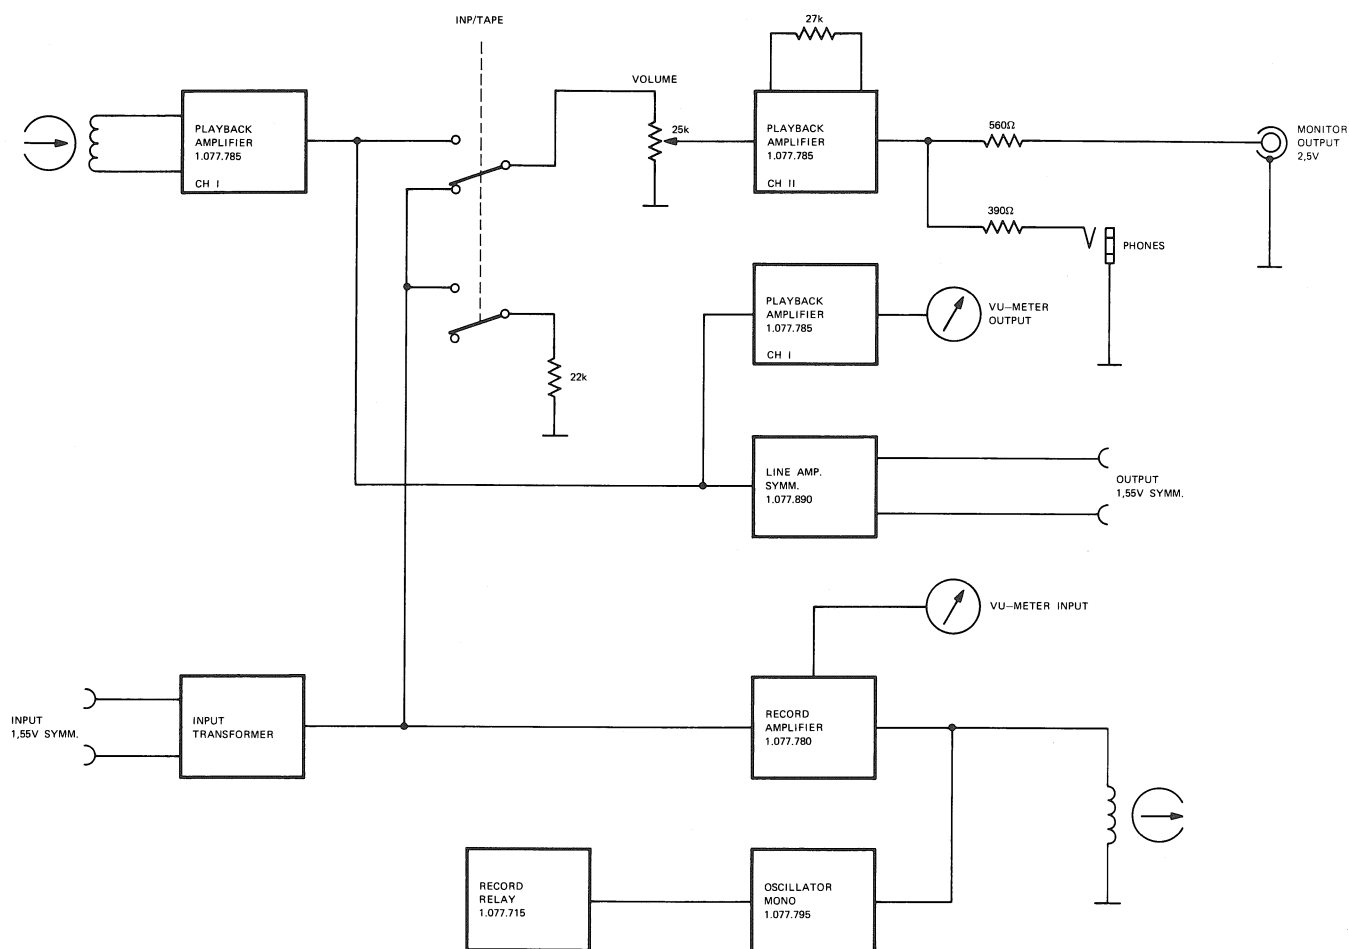 INP/TAPE
27k
VOLUME
PLAYBACK
AMPLIFIER
1.077.785
CH I
25k
PLAYBACK
AMPLIFIER
1.077.785
CH II
560Ω
MONITOR
OUTPUT
2,5V
390Ω
PHONES
PLAYBACK
AMPLIFIER
1.077.785
CH I
VU-METER
OUTPUT
22k
LINE AMP.
SYMM.
1.077.890
OUTPUT
1,55V SYMM.
VU-METER INPUT
INPUT
1,55V SYMM.
INPUT
TRANSFORMER
RECORD
AMPLIFIER
1.077.780
RECORD
RELAY
1.077.715
OSCILLATOR
MONO
1.077.795